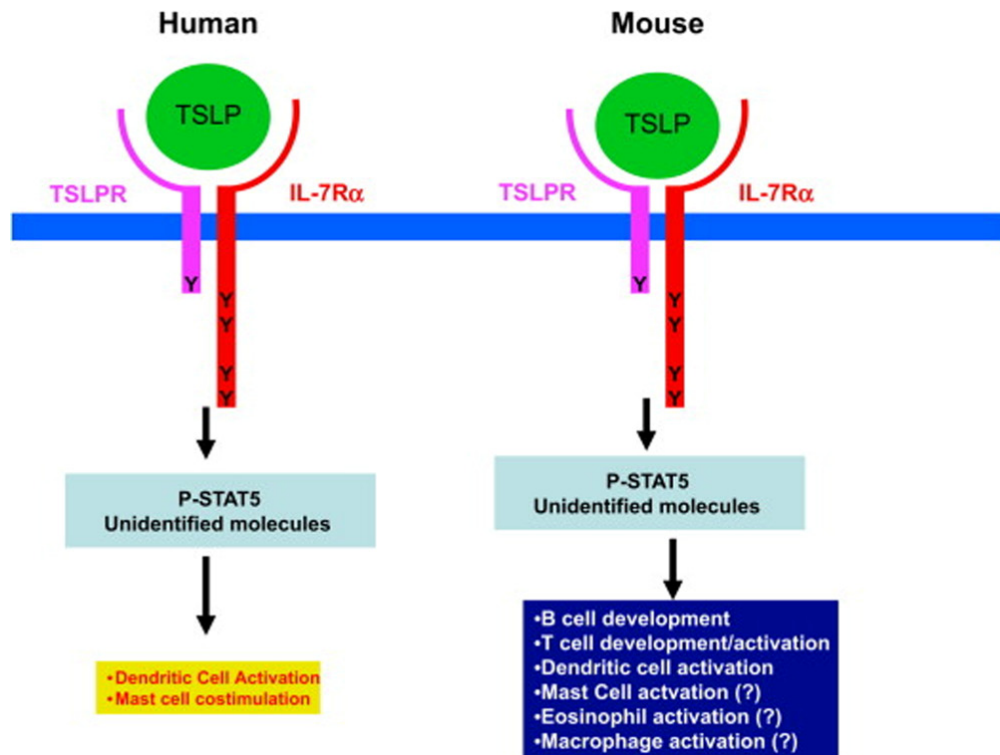 Human
TSLP
TSLPR
IL-7Rα
Y
Y
Y
Y
Y
P-STAT5
Unidentified molecules
•Dendritic Cell Activation
•Mast cell costimulation
Mouse
TSLP
TSLPR
IL-7Rα
Y
Y
Y
Y
Y
P-STAT5
Unidentified molecules
•B cell development
•T cell development/activation
•Dendritic cell activation
•Mast Cell actvation (?)
•Eosinophil activation (?)
•Macrophage activation (?)